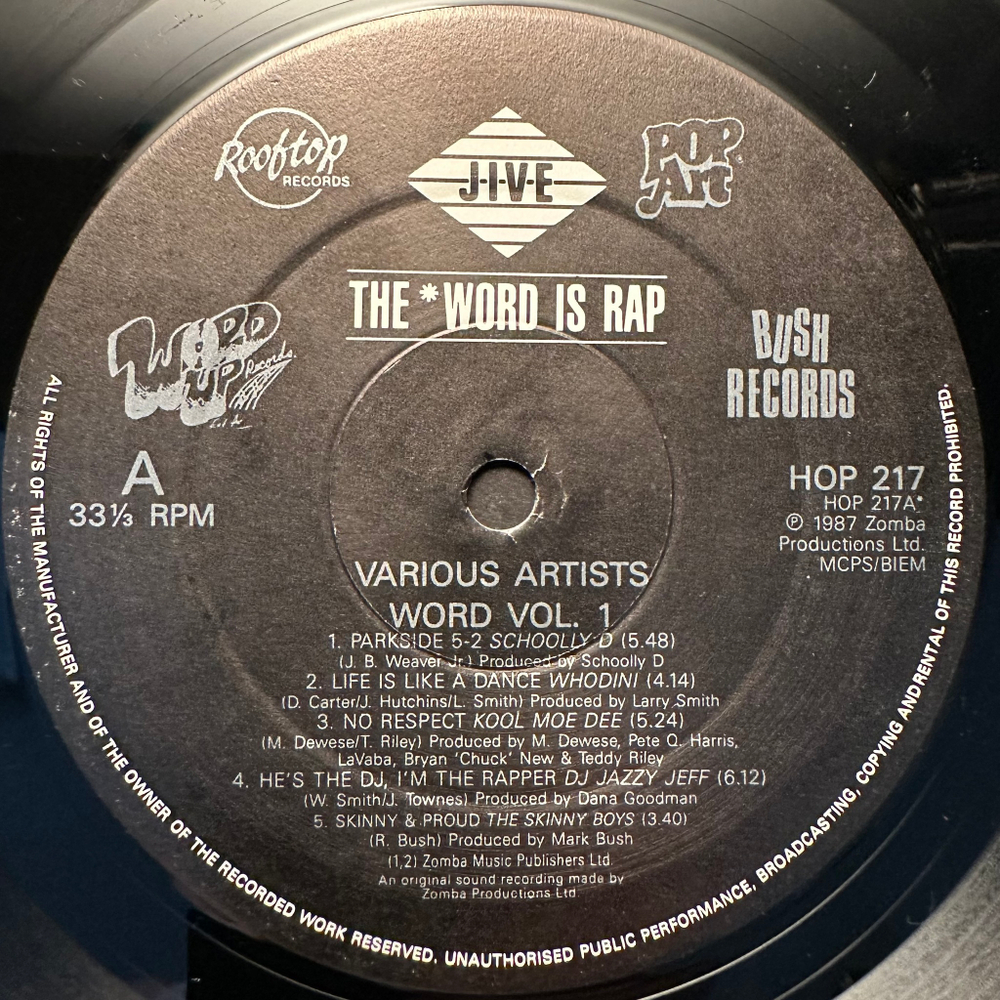 Rooftop
RECORDS
J·I·V·E
POP
Art
THE *WORD IS RAP
WORD
UP
Records
BUSH
RECORDS
A
33⅓ RPM
HOP 217
HOP 217A*
℗ 1987 Zomba
Productions Ltd.
MCPS/BIEM
VARIOUS ARTISTS
WORD VOL. 1
1. PARKSIDE 5-2 SCHOOLLY D (5.48)
(J. B. Weaver Jr.) Produced by Schoolly D
2. LIFE IS LIKE A DANCE WHODINI (4.14)
(D. Carter/J. Hutchins/L. Smith) Produced by Larry Smith
3. NO RESPECT KOOL MOE DEE (5.24)
(M. Dewese/T. Riley) Produced by M. Dewese, Pete Q. Harris,
LaVaba, Bryan 'Chuck' New & Teddy Riley
4. HE'S THE DJ, I'M THE RAPPER DJ JAZZY JEFF (6.12)
(W. Smith/J. Townes) Produced by Dana Goodman
5. SKINNY & PROUD THE SKINNY BOYS (3.40)
(R. Bush) Produced by Mark Bush
(1,2) Zomba Music Publishers Ltd.
An original sound recording made by
Zomba Productions Ltd
ALL RIGHTS OF THE MANUFACTURER AND OF THE OWNER OF THE RECORDED WORK RESERVED. UNAUTHORISED PUBLIC PERFORMANCE, BROADCASTING, COPYING AND RENTAL OF THIS RECORD PROHIBITED.